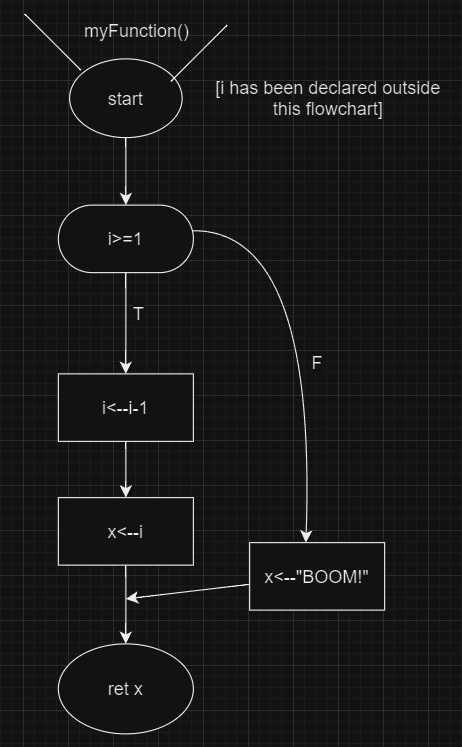 myFunction()
start
[i has been declared outside
this flowchart]
i>=1
T
F
i<--i-1
x<--i
x<--"BOOM!"
ret x